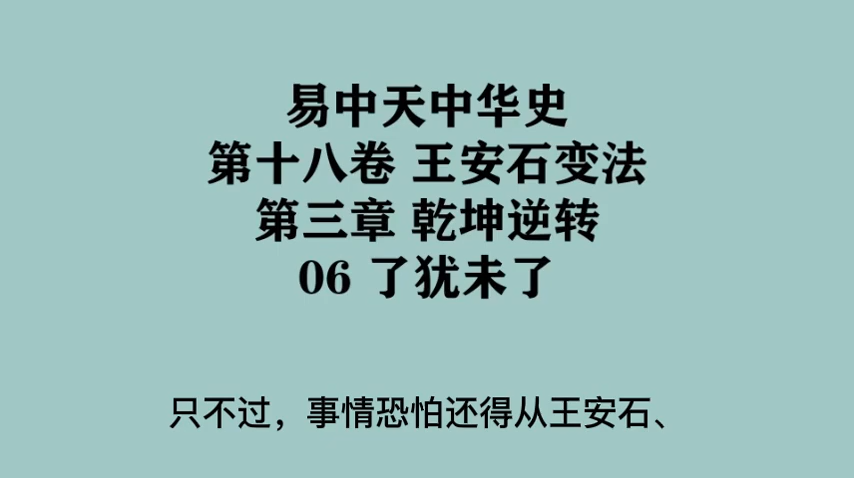 易中天中华史
第十八卷 王安石变法
第三章 乾坤逆转
06 了犹未了
只不过，事情恐怕还得从王安石、